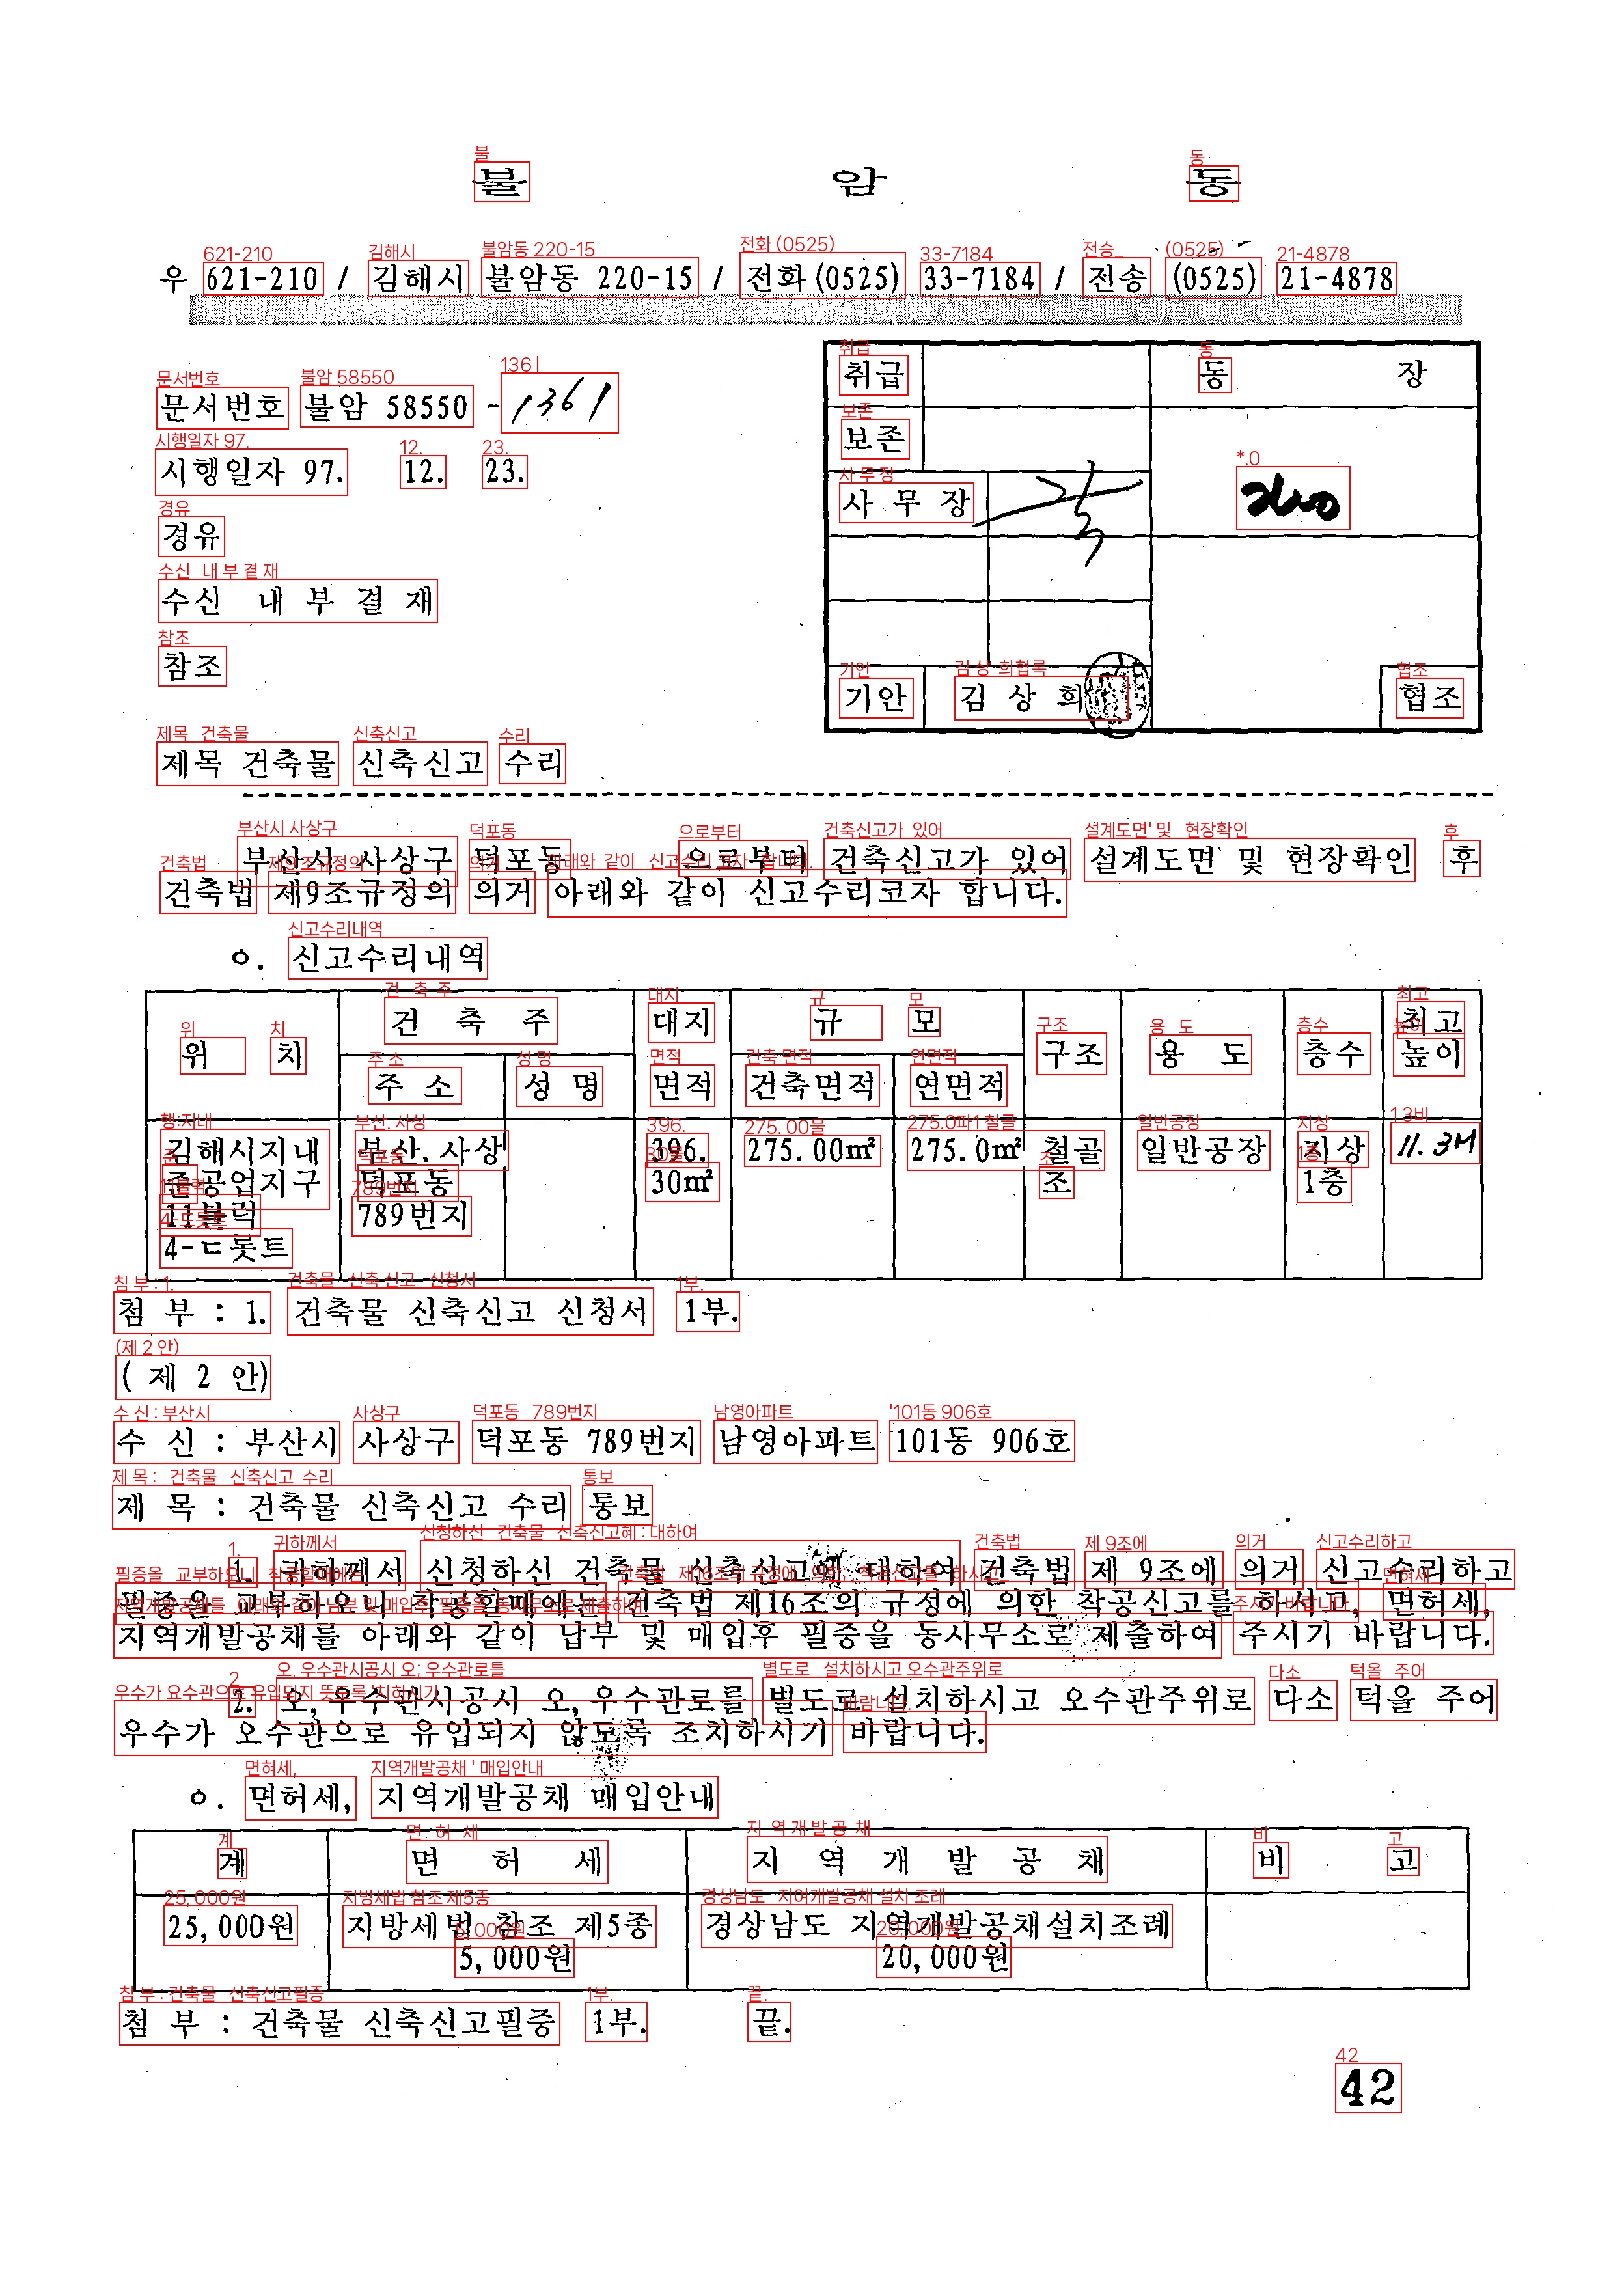 불 암 동
우 621-210 / 김해시 불암동 220-15 / 전화 (0525) 33-7184 / 전송 (0525) 21-4878
문서번호 불암 58550 - 1361
시행일자 97. 12. 23.
경유
수신 내 부 결 재
참조
취급 동 장
보존
사 무 장
기안 김 상 희 협조
제목 건축물 신축신고 수리
부산시 사상구 덕포동 으로부터 건축신고가 있어 설계도면 및 현장확인 후
건축법 제9조규정의 의거 아래와 같이 신고수리코자 합니다.
ㅇ. 신고수리내역
위 치 건 축 주 대지 규 모 구조 용 도 층수 최고
주 소 성 명 면적 건축면적 연면적 높이
김해시지내 부산.사상 396. 275.00m² 275.0m² 철골 일반공장 지상 11.3M
준공업지구 덕포동 30m² 조 1층
11블럭 789번지
4-ㄷ롯트
첨 부 : 1. 건축물 신축신고 신청서 1부.
( 제 2 안)
수 신 : 부산시 사상구 덕포동 789번지 남영아파트 101동 906호
제 목 : 건축물 신축신고 수리 통보
1. 귀하께서 신청하신 건축물 신축신고에 대하여 건축법 제 9조에 의거 신고수리하고
필증을 교부하오니 착공할때에는 건축법 제16조의 규정에 의한 착공신고를 하시고, 면허세,
지역개발공채를 아래와 같이 납부 및 매입후 필증을 동사무소로 제출하여 주시기 바랍니다.
2. 오,우수관시공시 오,우수관로를 별도로 설치하시고 오수관주위로 다소 턱을 주어
우수가 오수관으로 유입되지 않도록 조치하시기 바랍니다.
ㅇ. 면허세, 지역개발공채 매입안내
계 면 허 세 지 역 개 발 공 채 비 고
25,000원 지방세법 참조 제5종 경상남도 지역개발공채설치조례
5,000원 20,000원
첨 부 : 건축물 신축신고필증 1부. 끝.
42